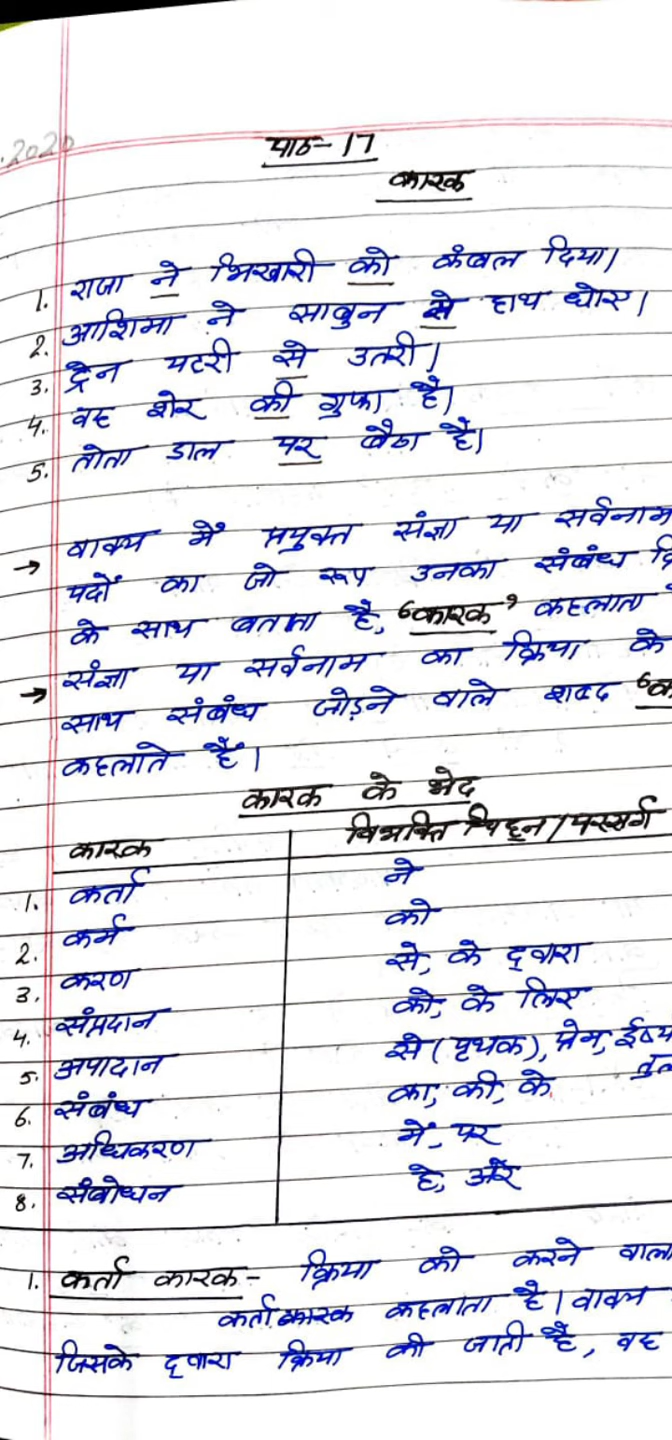 .2020
पाठ- 17
कारक
1. राजा ने भिखारी को कंबल दिया।
2. आशिमा ने साबुन से हाथ धोए।
3. ट्रेन पटरी से उतरी।
4. वह शेर की गुफा है।
5. तोता डाल पर बैठा है।
→ वाक्य में प्रयुक्त संज्ञा या सर्वनाम
पदों का जो रूप उनका संबंध
के साथ बताता है, 'कारक' कहलाता
→ संज्ञा या सर्वनाम का क्रिया के
साथ संबंध जोड़ने वाले शब्द
कहलाते हैं।
कारक के भेद
कारक विभक्ति चिह्न / परसर्ग
1. कर्ता ने
2. कर्म को
3. करण से, के द्वारा
4. संप्रदान को, के लिए
5. अपादान से (पृथक), प्रेम,
6. संबंध का, की, के
7. अधिकरण में, पर
8. संबोधन हे, अरे
1. कर्ता कारक - क्रिया को करने वाला
कर्ता कारक कहलाता है। वाक्य
जिसके द्वारा क्रिया की जाती है, वह